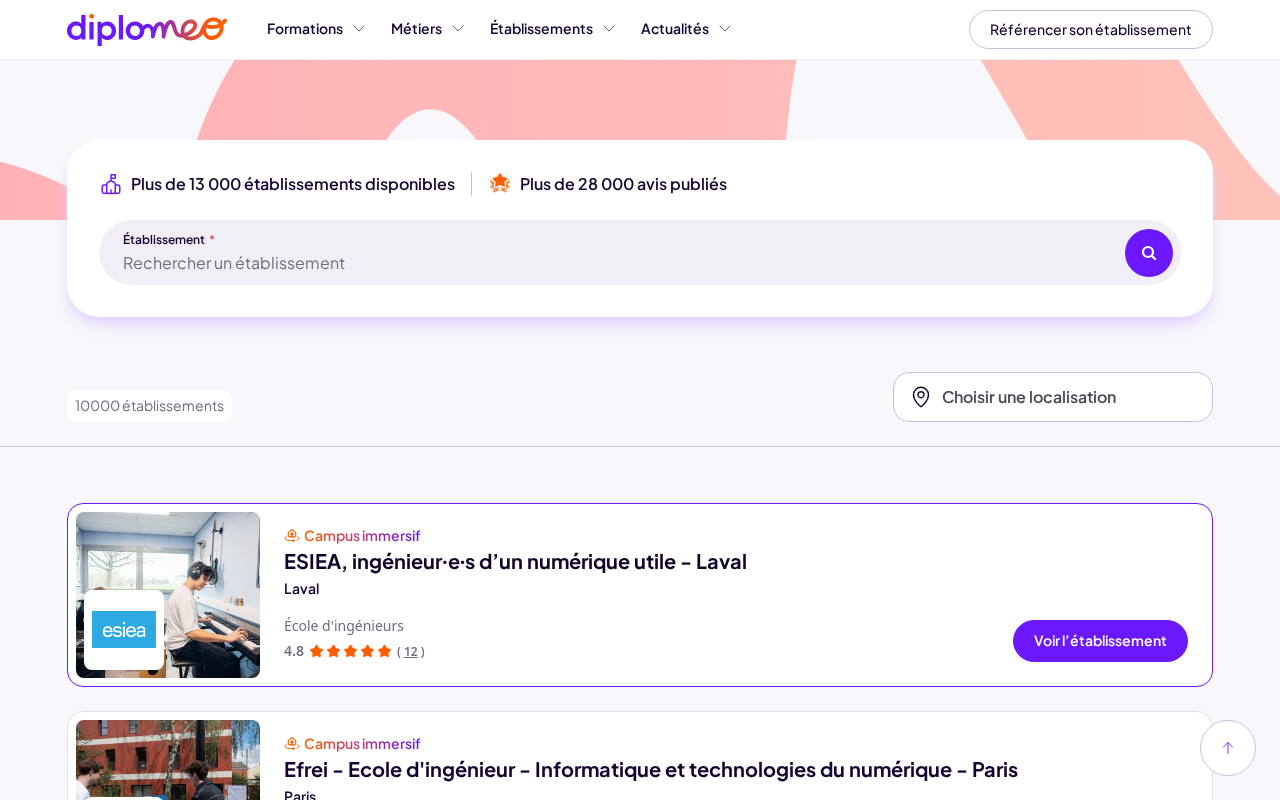 diplomeo
Formations
Métiers
Établissements
Actualités
Référencer son établissement
Plus de 13 000 établissements disponibles
Plus de 28 000 avis publiés
Établissement *
Rechercher un établissement
10000 établissements
Choisir une localisation
esiea
Campus immersif
ESIEA, ingénieur·e·s d’un numérique utile - Laval
Laval
École d'ingénieurs
4.8 ( 12 )
Voir l’établissement
Campus immersif
Efrei - Ecole d'ingénieur - Informatique et technologies du numérique - Paris
Paris